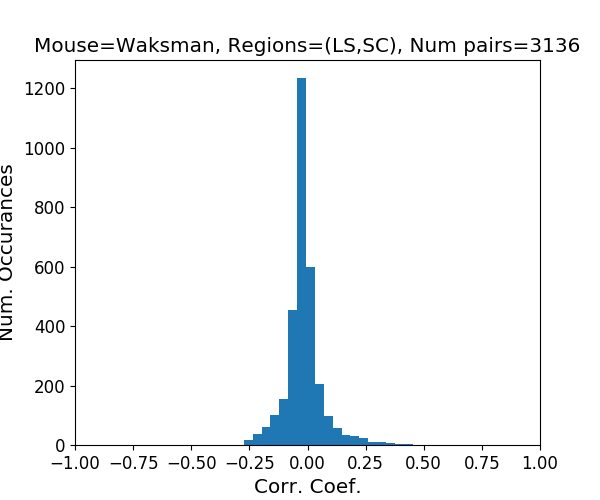 Mouse=Waksman, Regions=(LS,SC), Num pairs=3136
1200
1000
800
600
400
200
0
Num. Occurances
−1.00 −0.75 −0.50 −0.25 0.00 0.25 0.50 0.75 1.00
Corr. Coef.